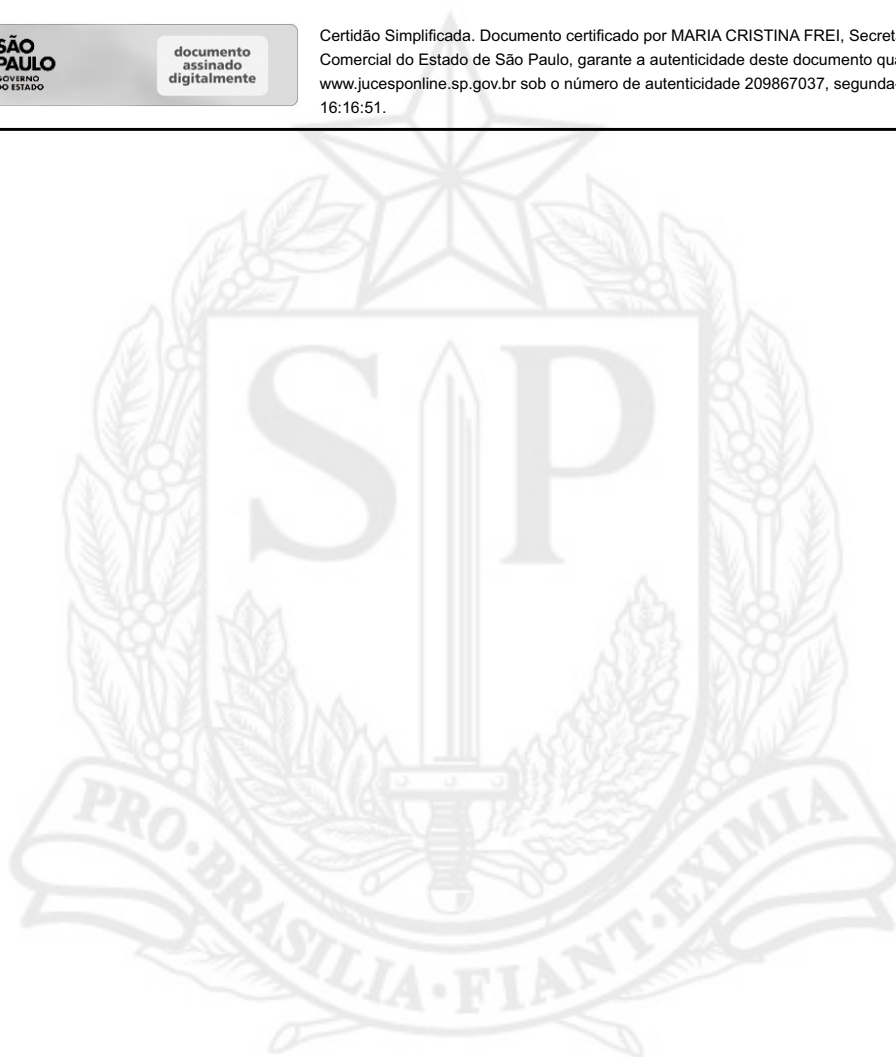 SÃO
PAULO
GOVERNO
DO ESTADO
documento
assinado
digitalmente
Certidão Simplificada. Documento certificado por MARIA CRISTINA FREI, Secret
Comercial do Estado de São Paulo, garante a autenticidade deste documento qua
www.jucesponline.sp.gov.br sob o número de autenticidade 209867037, segunda-
16:16:51.
S P
PRO·BRASILIA·FIANT·EXIMIA